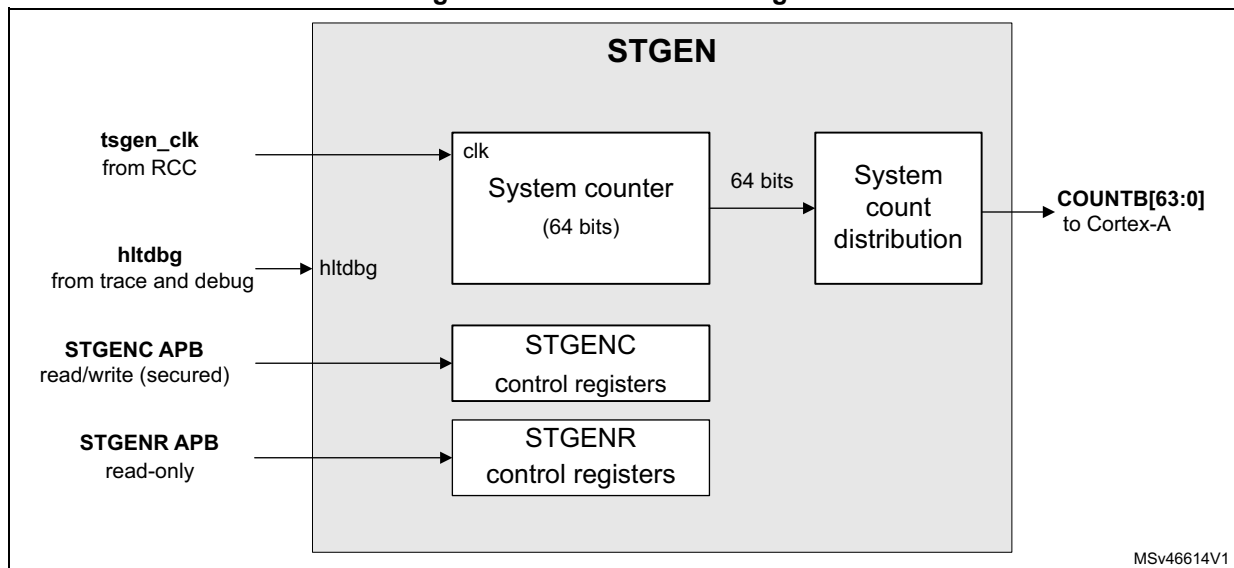 STGEN
tsgen_clk
from RCC
clk
System counter
(64 bits)
64 bits
System
count
distribution
COUNTB[63:0]
to Cortex-A
hltdbg
from trace and debug
hltdbg
STGENC APB
read/write (secured)
STGENC
control registers
STGENR APB
read-only
STGENR
control registers
MSv46614V1